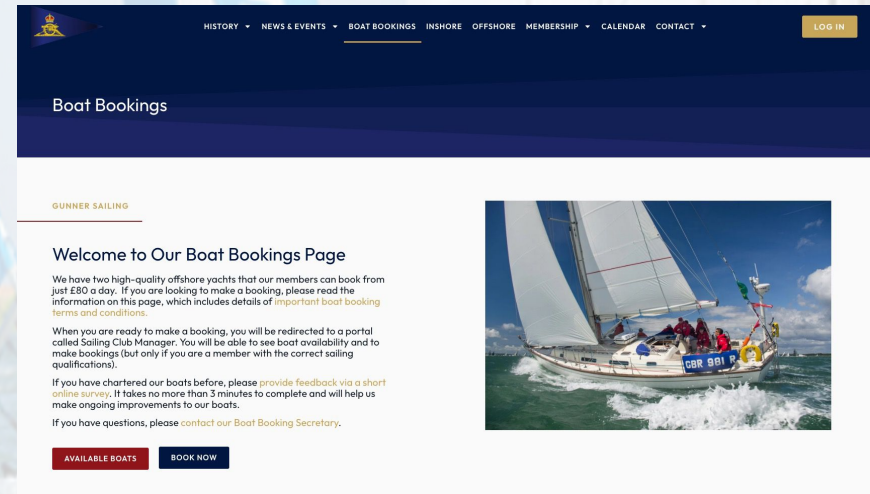 HISTORY NEWS & EVENTS BOAT BOOKINGS INSHORE OFFSHORE MEMBERSHIP CALENDAR CONTACT LOG IN
Boat Bookings
GUNNER SAILING
Welcome to Our Boat Bookings Page
We have two high-quality offshore yachts that our members can book from
just £80 a day. If you are looking to make a booking, please read the
information on this page, which includes details of important boat booking
terms and conditions.
When you are ready to make a booking, you will be redirected to a portal
called Sailing Club Manager. You will be able to see boat availability and to
make bookings (but only if you are a member with the correct sailing
qualifications).
If you have chartered our boats before, please provide feedback via a short
online survey. It takes no more than 3 minutes to complete and will help us
make ongoing improvements to our boats.
If you have questions, please contact our Boat Booking Secretary.
AVAILABLE BOATS BOOK NOW
GBR 981 R